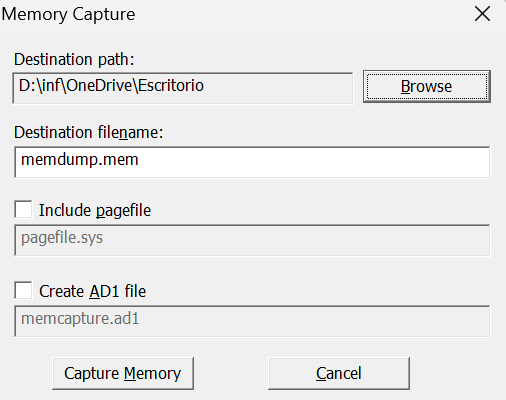 Memory Capture
Destination path:
D:\inf\OneDrive\Escritorio
Browse
Destination filename:
memdump.mem
Include pagefile
pagefile.sys
Create AD1 file
memcapture.ad1
Capture Memory
Cancel